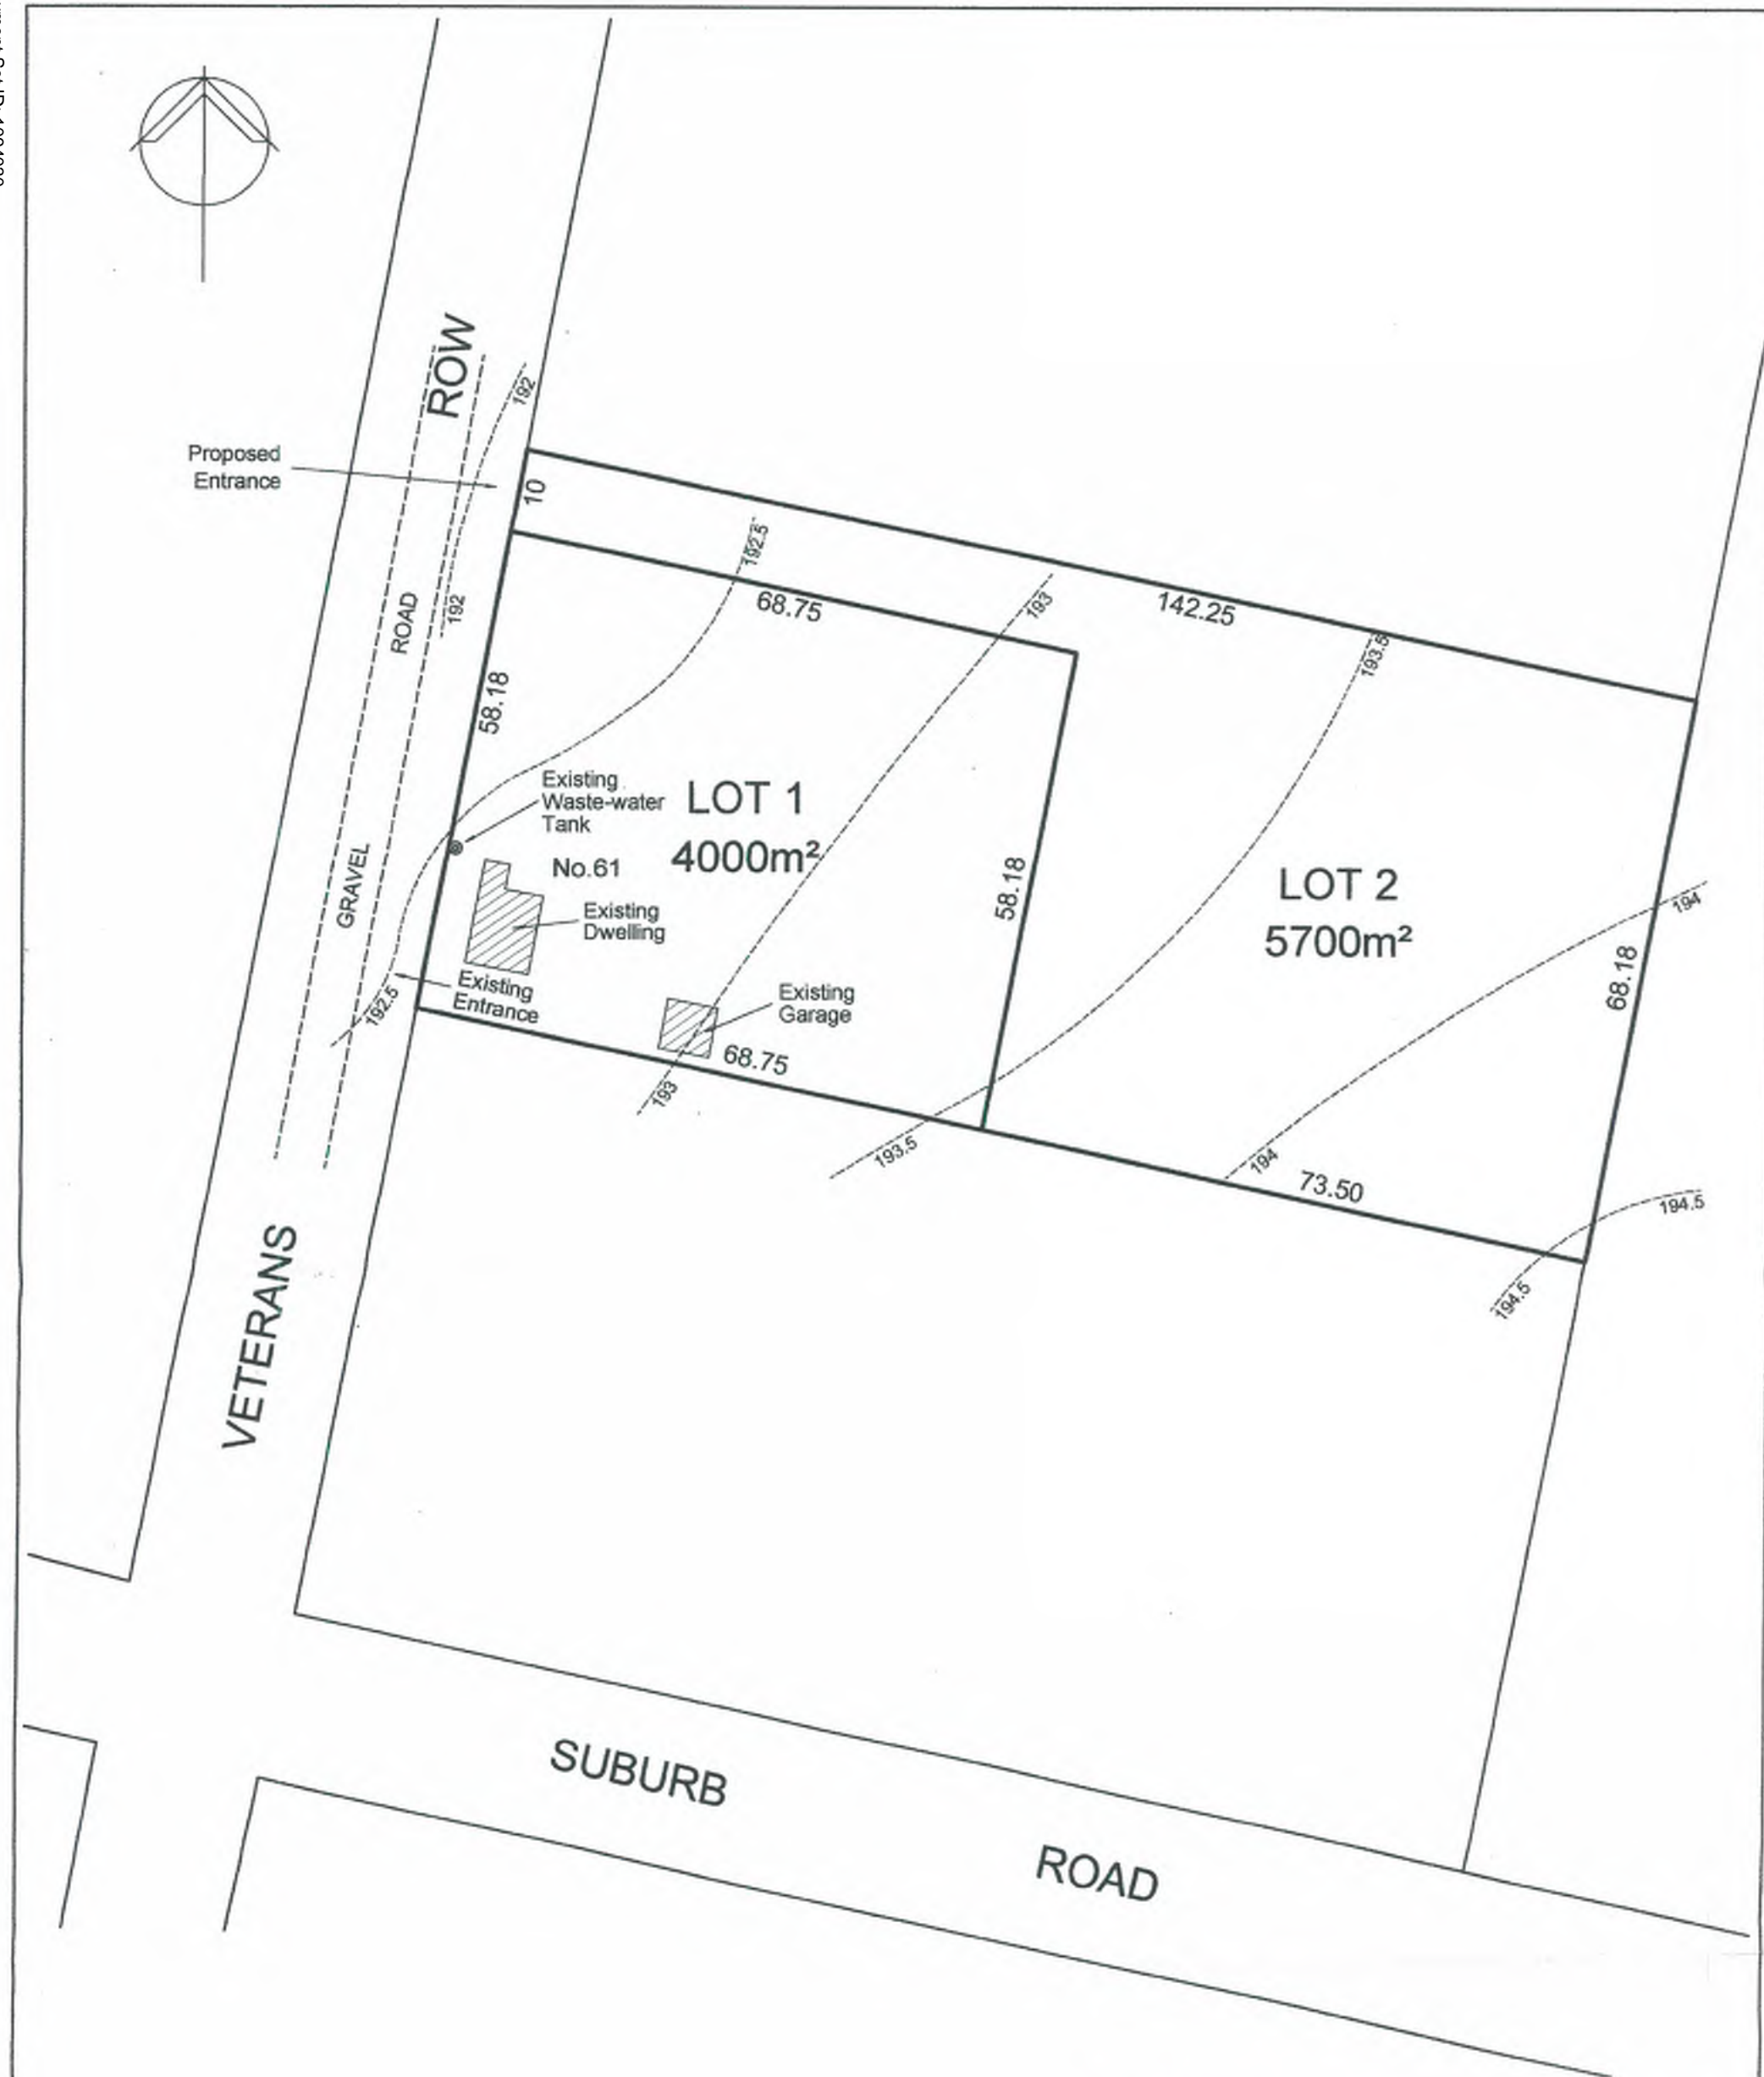 ROW
192
Proposed
Entrance
10
192.5
192
ROAD
68.75
193
142.25
193.5
58.18
Existing
Waste-water
Tank
LOT 1
4000m²
No.61
GRAVEL
Existing
Dwelling
58.18
LOT 2
5700m²
194
68.18
192.5
Existing
Entrance
Existing
Garage
68.75
193
193.5
194
73.50
194.5
194.5
VETERANS
SUBURB
ROAD